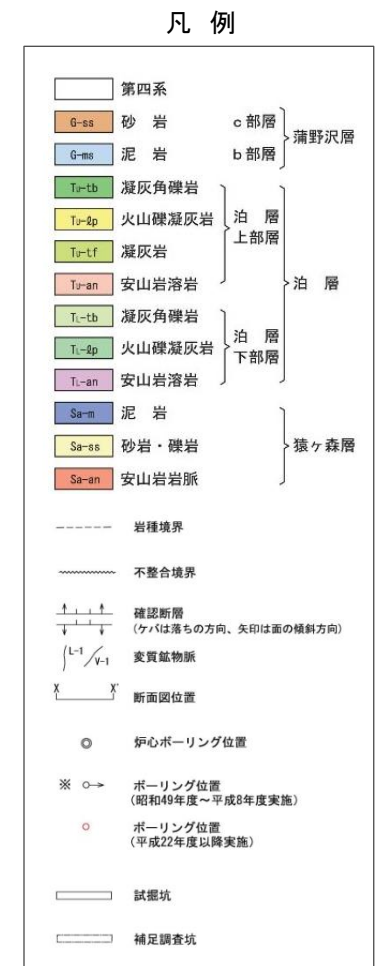 凡 例
第四系
G-ss 砂 岩 c 部層
蒲野沢層
G-ms 泥 岩 b 部層
Tu-tb 凝灰角礫岩
Tu-ℓp 火山礫凝灰岩
泊 層
上部層
Tu-tf 凝灰岩
Tu-an 安山岩溶岩
泊 層
TL-tb 凝灰角礫岩
泊 層
下部層
TL-ℓp 火山礫凝灰岩
TL-an 安山岩溶岩
Sa-m 泥 岩
Sa-ss 砂岩・礫岩
猿ヶ森層
Sa-an 安山岩岩脈
岩種境界
不整合境界
確認断層
(ケバは落ちの方向、矢印は面の傾斜方向)
L-1 V-1 変質鉱物脈
X X' 断面図位置
炉心ボーリング位置
※ ボーリング位置
(昭和49年度～平成8年度実施)
ボーリング位置
(平成22年度以降実施)
試掘坑
補足調査坑